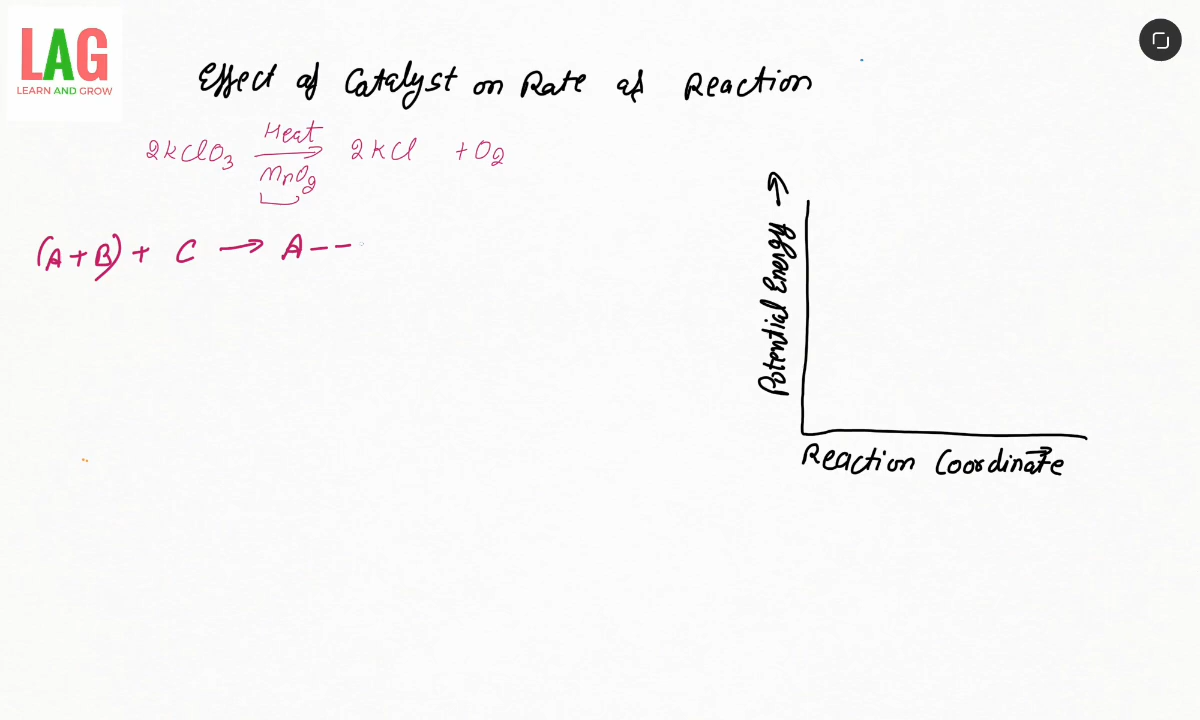 LAG
LEARN AND GROW
Effect of Catalyst on Rate of Reaction
2KClO3 Heat MnO2 → 2KCl + O2
(A+B) + C → A--
Potential Energy →
Reaction Coordinate →